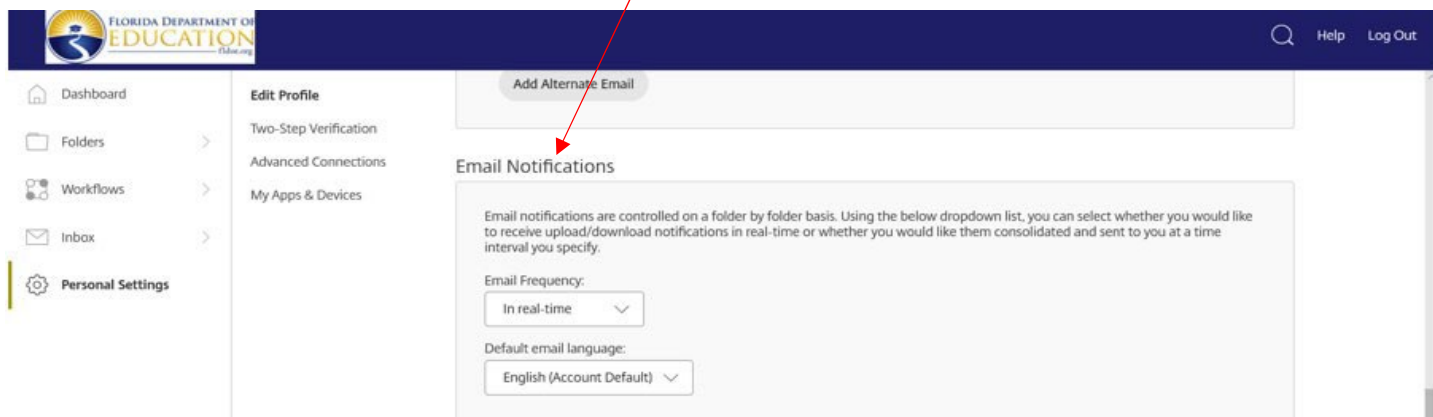 FLORIDA DEPARTMENT OF
EDUCATION
fldoe.org
Help
Log Out
Dashboard
Folders
Workflows
Inbox
Personal Settings
Edit Profile
Two-Step Verification
Advanced Connections
My Apps & Devices
Add Alternate Email
Email Notifications
Email notifications are controlled on a folder by folder basis. Using the below dropdown list, you can select whether you would like
to receive upload/download notifications in real-time or whether you would like them consolidated and sent to you at a time
interval you specify.
Email Frequency:
In real-time
Default email language:
English (Account Default)